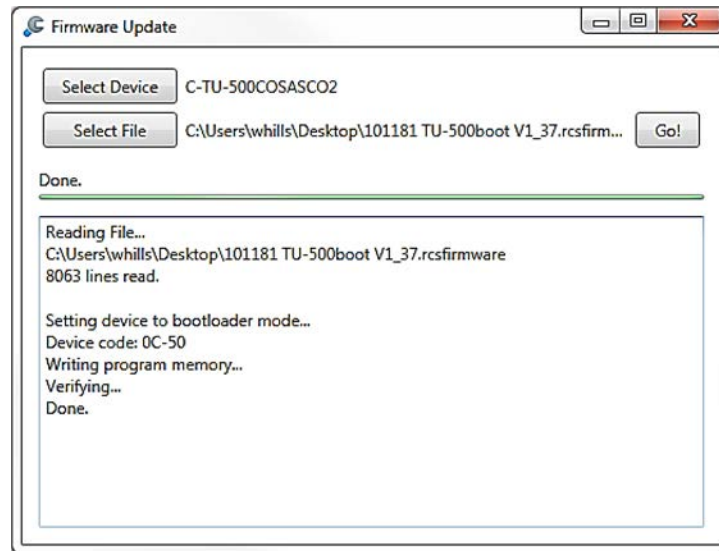 Firmware Update
Select Device C-TU-500COSASCO2
Select File C:\Users\whills\Desktop\101181 TU-500boot V1_37.rcsfirm... Go!
Done.
Reading File...
C:\Users\whills\Desktop\101181 TU-500boot V1_37.rcsfirmware
8063 lines read.
Setting device to bootloader mode...
Device code: 0C-50
Writing program memory...
Verifying...
Done.